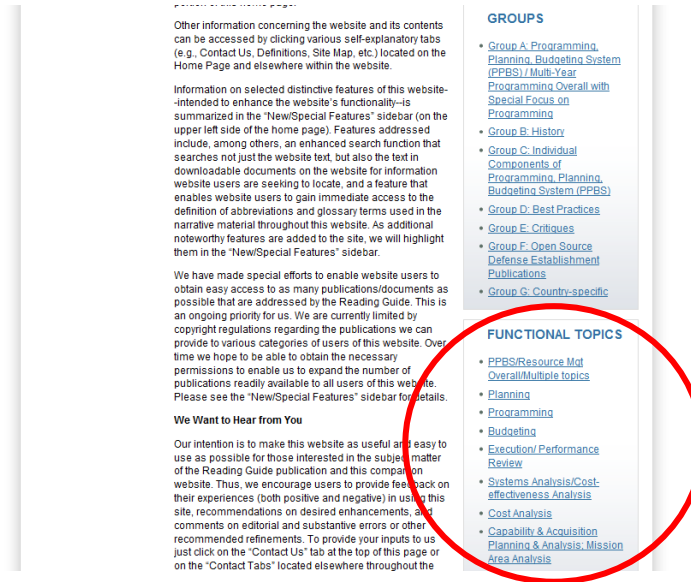 portion of this home page.
Other information concerning the website and its contents
can be accessed by clicking various self-explanatory tabs
(e.g., Contact Us, Definitions, Site Map, etc.) located on the
Home Page and elsewhere within the website.
Information on selected distinctive features of this website-
-intended to enhance the website's functionality--is
summarized in the "New/Special Features" sidebar (on the
upper left side of the home page). Features addressed
include, among others, an enhanced search function that
searches not just the website text, but also the text in
downloadable documents on the website for information
website users are seeking to locate, and a feature that
enables website users to gain immediate access to the
definition of abbreviations and glossary terms used in the
narrative material throughout this website. As additional
noteworthy features are added to the site, we will highlight
them in the "New/Special Features" sidebar.
We have made special efforts to enable website users to
obtain easy access to as many publications/documents as
possible that are addressed by the Reading Guide. This is
an ongoing priority for us. We are currently limited by
copyright regulations regarding the publications we can
provide to various categories of users of this website. Over
time we hope to be able to obtain the necessary
permissions to enable us to expand the number of
publications readily available to all users of this website.
Please see the "New/Special Features" sidebar for details.
We Want to Hear from You
Our intention is to make this website as useful and easy to
use as possible for those interested in the subject matter
of the Reading Guide publication and this companion
website. Thus, we encourage users to provide feedback on
their experiences (both positive and negative) in using this
site, recommendations on desired enhancements, and
comments on editorial and substantive errors or other
recommended refinements. To provide your inputs to us
just click on the "Contact Us" tab at the top of this page or
on the "Contact Tabs" located elsewhere throughout the
GROUPS
• Group A: Programming,
Planning, Budgeting System
(PPBS) / Multi-Year
Programming Overall with
Special Focus on
Programming
• Group B: History
• Group C: Individual
Components of
Programming, Planning,
Budgeting System (PPBS)
• Group D: Best Practices
• Group E: Critiques
• Group F: Open Source
Defense Establishment
Publications
• Group G: Country-specific
FUNCTIONAL TOPICS
• PPBS/Resource Mgt
Overall/Multiple topics
• Planning
• Programming
• Budgeting
• Execution/ Performance
Review
• Systems Analysis/Cost-
effectiveness Analysis
• Cost Analysis
• Capability & Acquisition
Planning & Analysis; Mission
Area Analysis